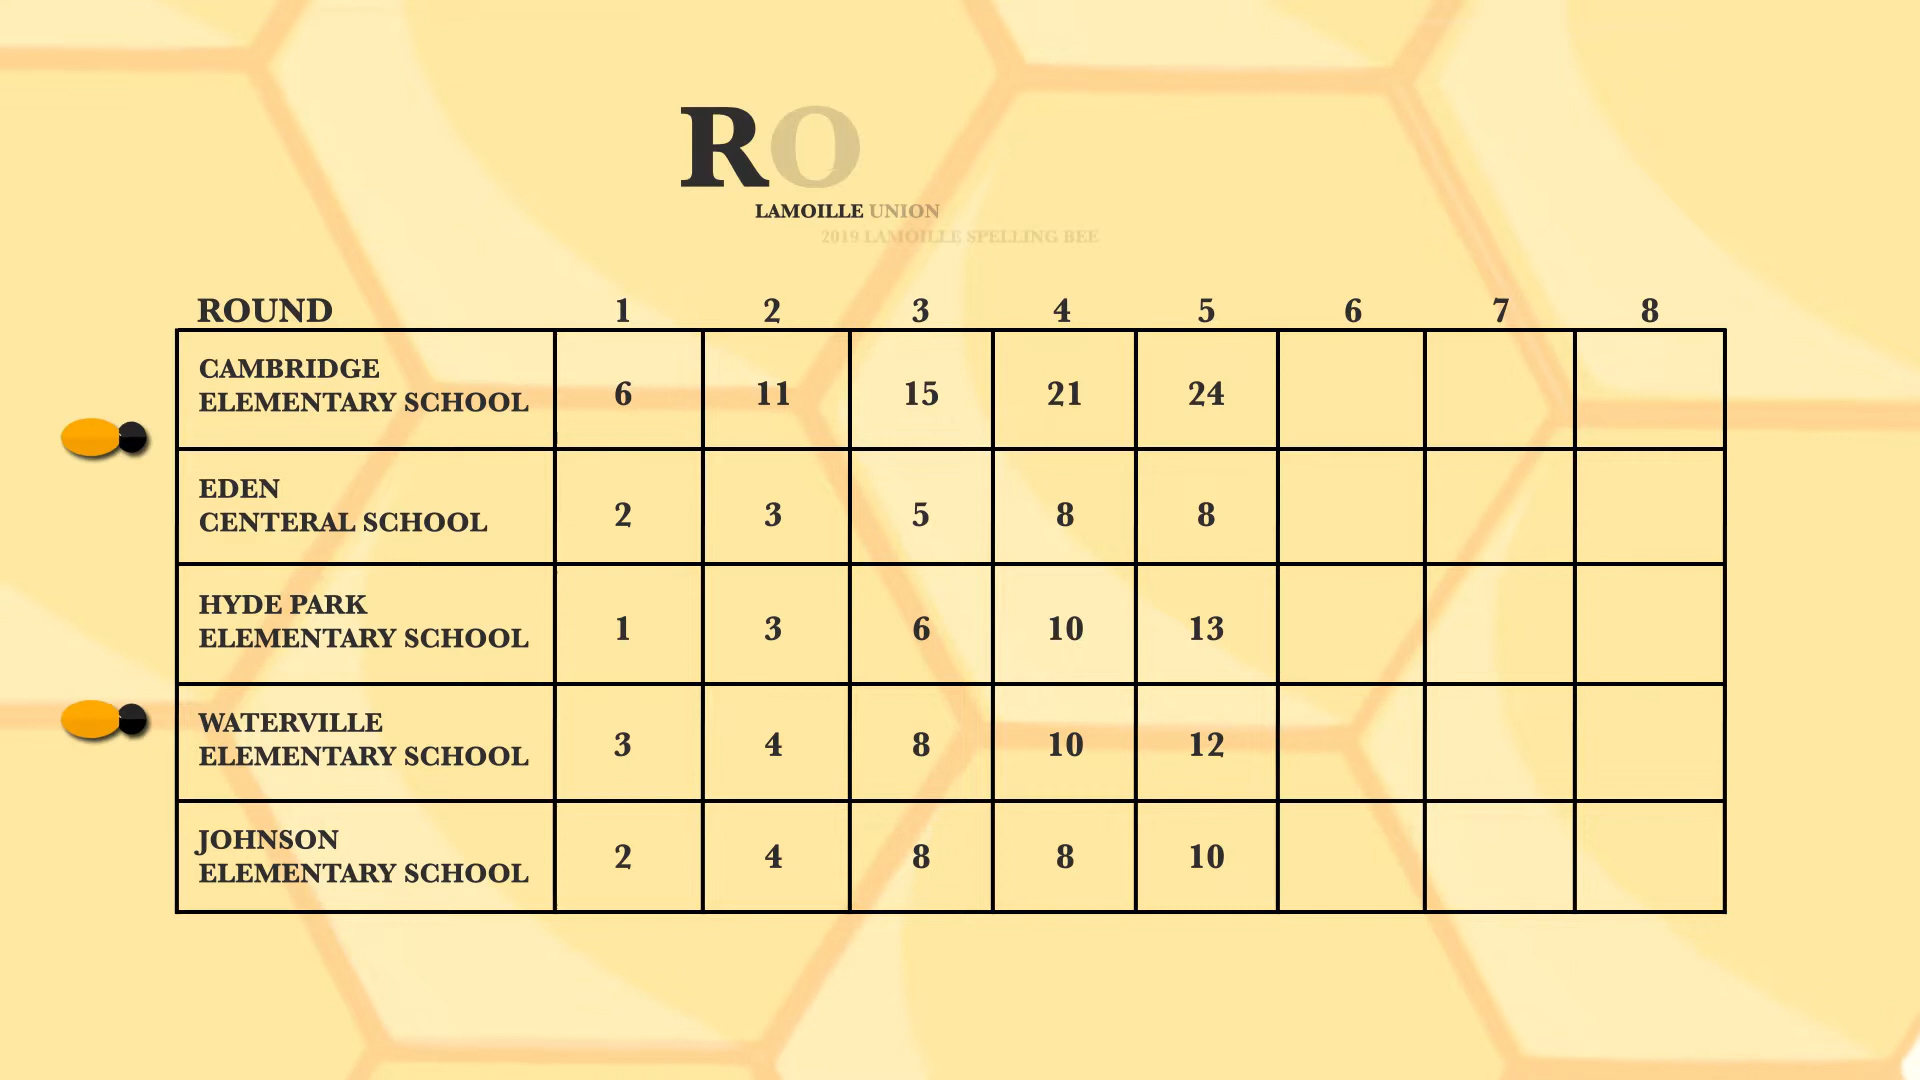 RO
LAMOILLE UNION
2019 LAMOILLE SPELLING BEE
ROUND 1 2 3 4 5 6 7 8
CAMBRIDGE
ELEMENTARY SCHOOL 6 11 15 21 24
EDEN
CENTERAL SCHOOL 2 3 5 8 8
HYDE PARK
ELEMENTARY SCHOOL 1 3 6 10 13
WATERVILLE
ELEMENTARY SCHOOL 3 4 8 10 12
JOHNSON
ELEMENTARY SCHOOL 2 4 8 8 10